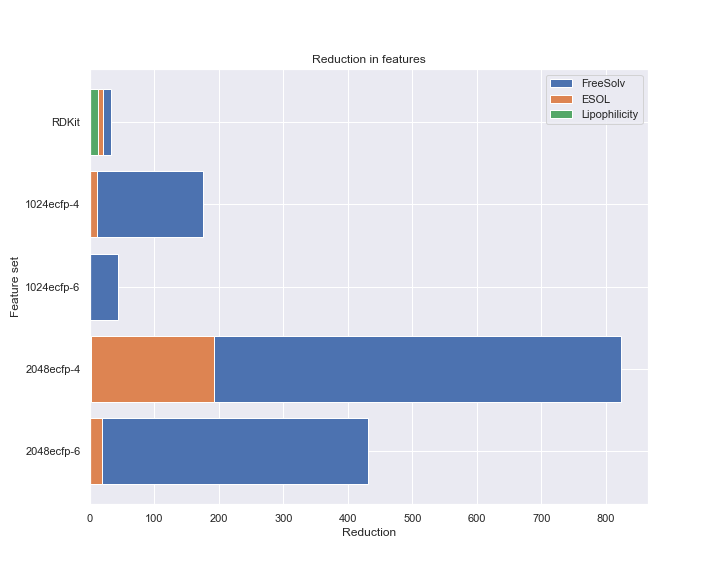 Reduction in features
FreeSolv
ESOL
Lipophilicity
Feature set
RDKit
1024ecfp-4
1024ecfp-6
2048ecfp-4
2048ecfp-6
0 100 200 300 400 500 600 700 800
Reduction